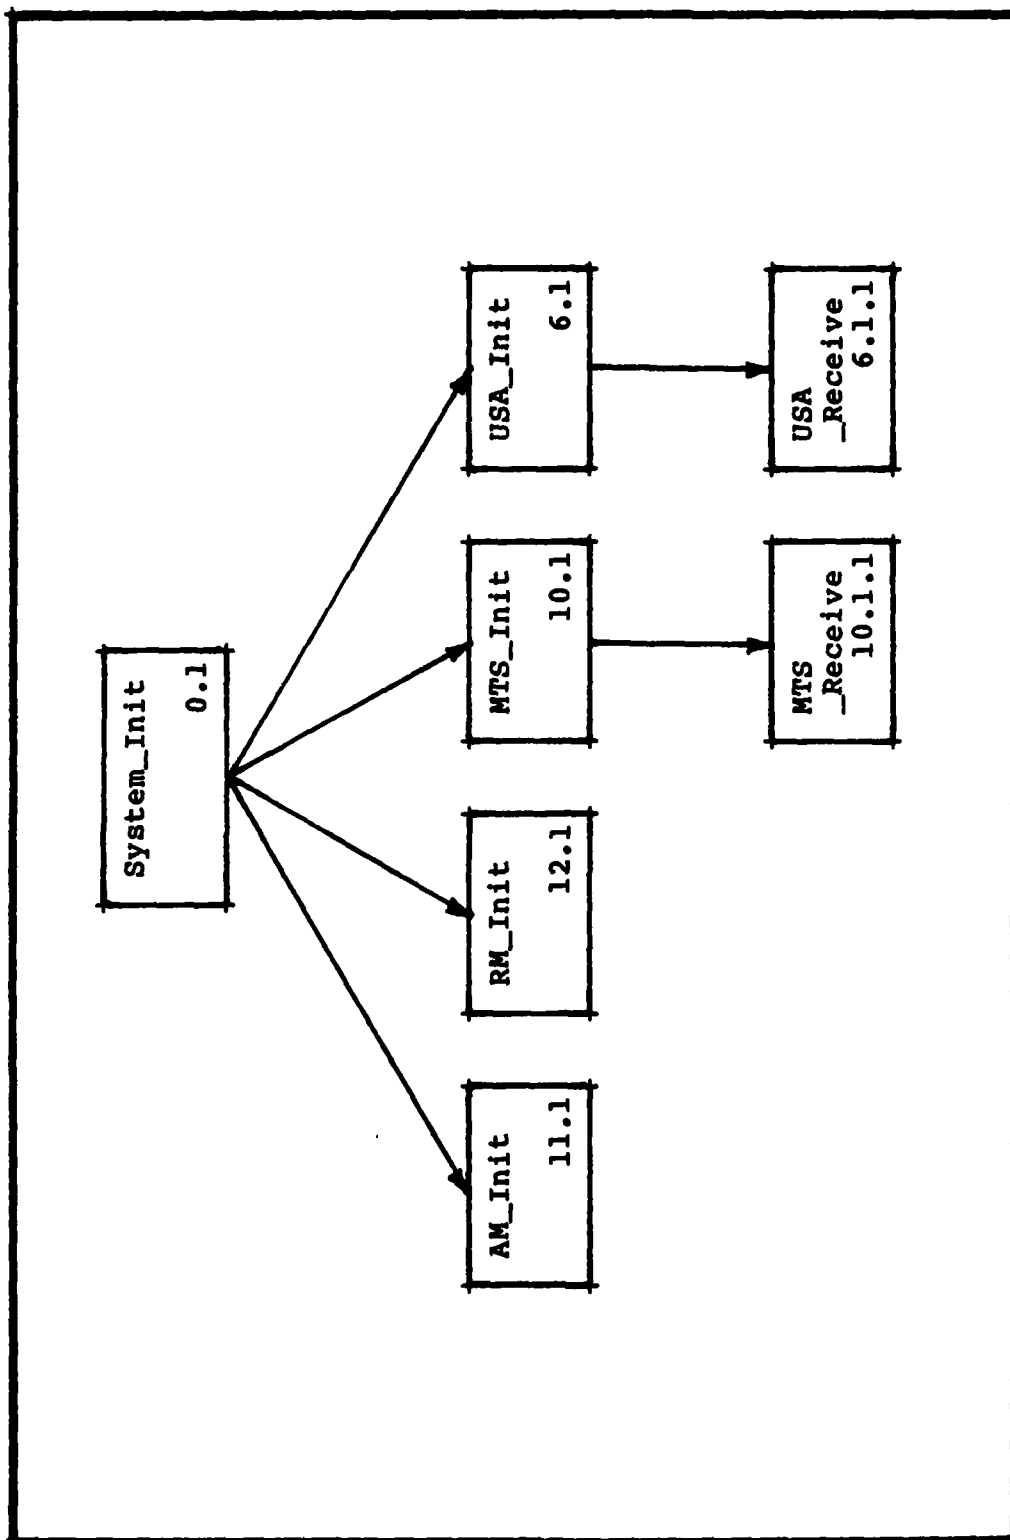 System_Init
0.1
AM_Init
11.1
RM_Init
12.1
MTS_Init
10.1
USA_Init
6.1
MTS
_Receive
10.1.1
USA
_Receive
6.1.1